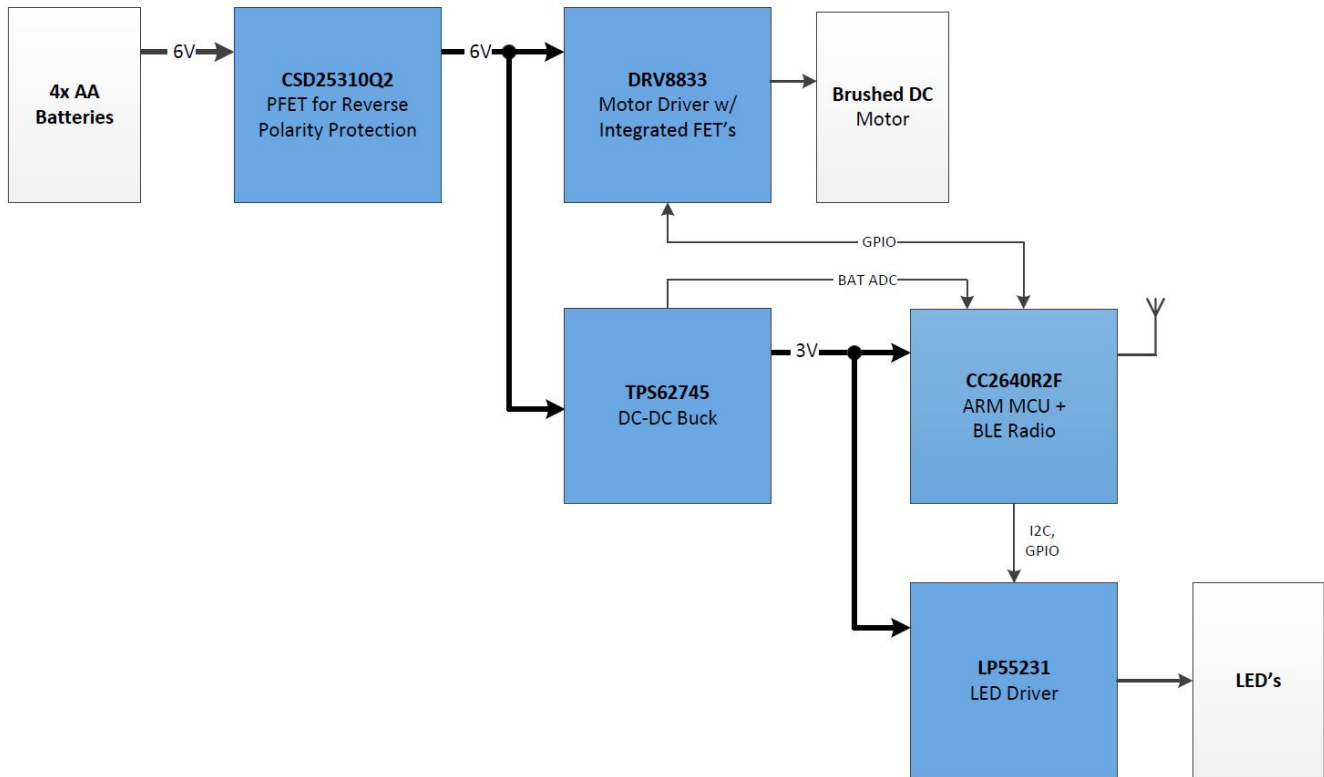 4x AA
Batteries
6V
CSD25310Q2
PFET for Reverse
Polarity Protection
6V
DRV8833
Motor Driver w/
Integrated FET's
Brushed DC
Motor
GPIO
BAT ADC
TPS62745
DC-DC Buck
3V
CC2640R2F
ARM MCU +
BLE Radio
I2C,
GPIO
LP55231
LED Driver
LED's